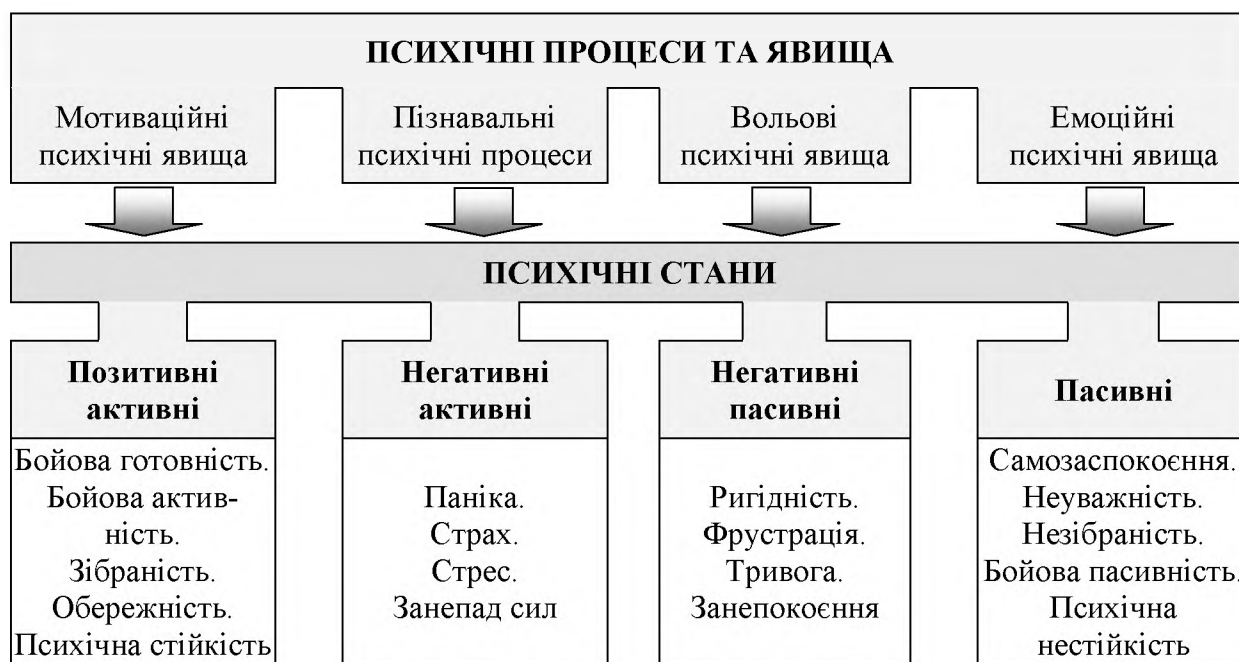 ПСИХІЧНІ ПРОЦЕСИ ТА ЯВИЩА
Мотиваційні
психічні явища
Пізнавальні
психічні процеси
Вольові
психічні явища
Емоційні
психічні явища
ПСИХІЧНІ СТАНИ
Позитивні
активні
Бойова готовність.
Бойова актив-
ність.
Зібраність.
Обережність.
Психічна стійкість
Негативні
активні
Паніка.
Страх.
Стрес.
Занепад сил
Негативні
пасивні
Ригідність.
Фрустрація.
Тривога.
Занепокоєння
Пасивні
Самозаспокоєння.
Неуважність.
Незібраність.
Бойова пасивність.
Психічна
нестійкість